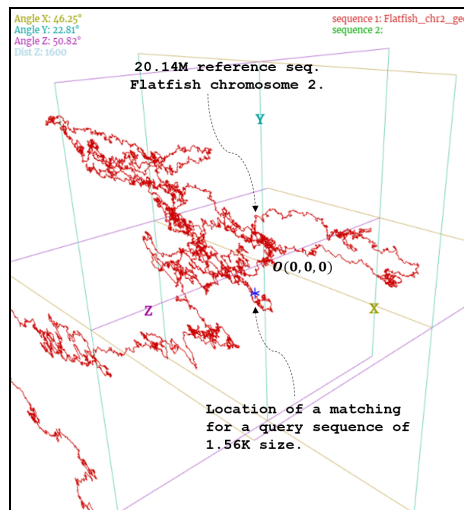 Angle X: 46.25°
Angle Y: 22.81°
Angle Z: 50.82°
Dist Z: 1600
sequence 1: Flatfish_chr2_geo
sequence 2:
20.14M reference seq.
Flatfish chromosome 2.
Y
O(0,0,0)
Z
X
Location of a matching
for a query sequence of
1.56K size.